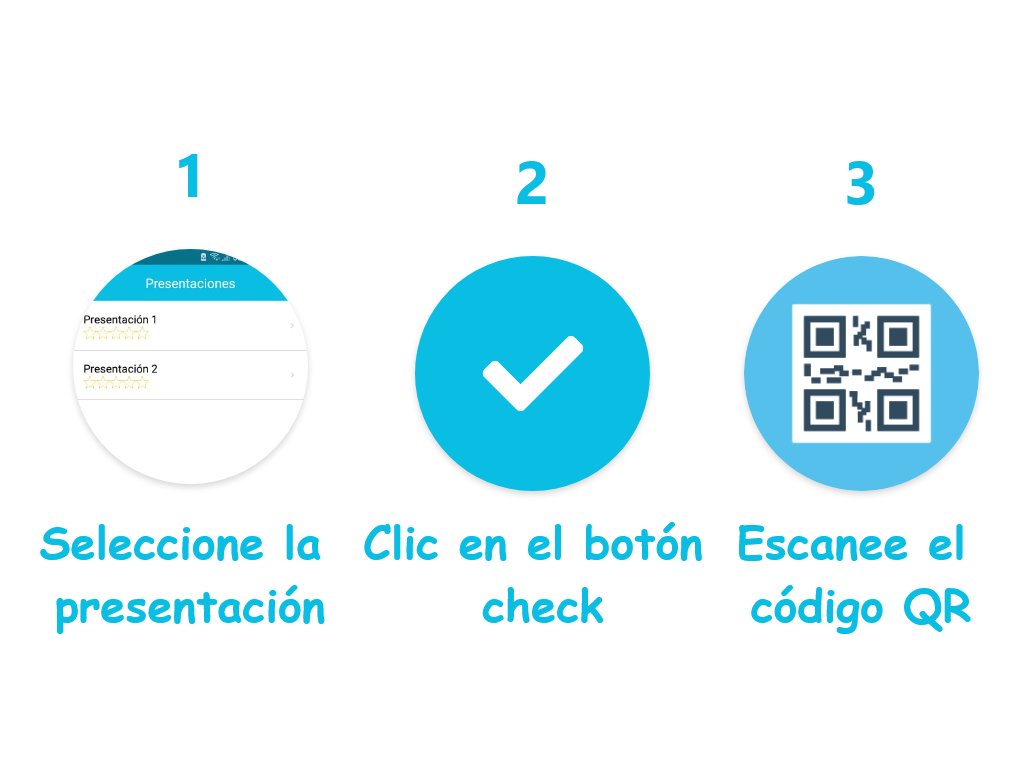 1
2
3
Presentaciones
Presentación 1
Presentación 2
Seleccione la
presentación
Clic en el botón
check
Escanee el
código QR